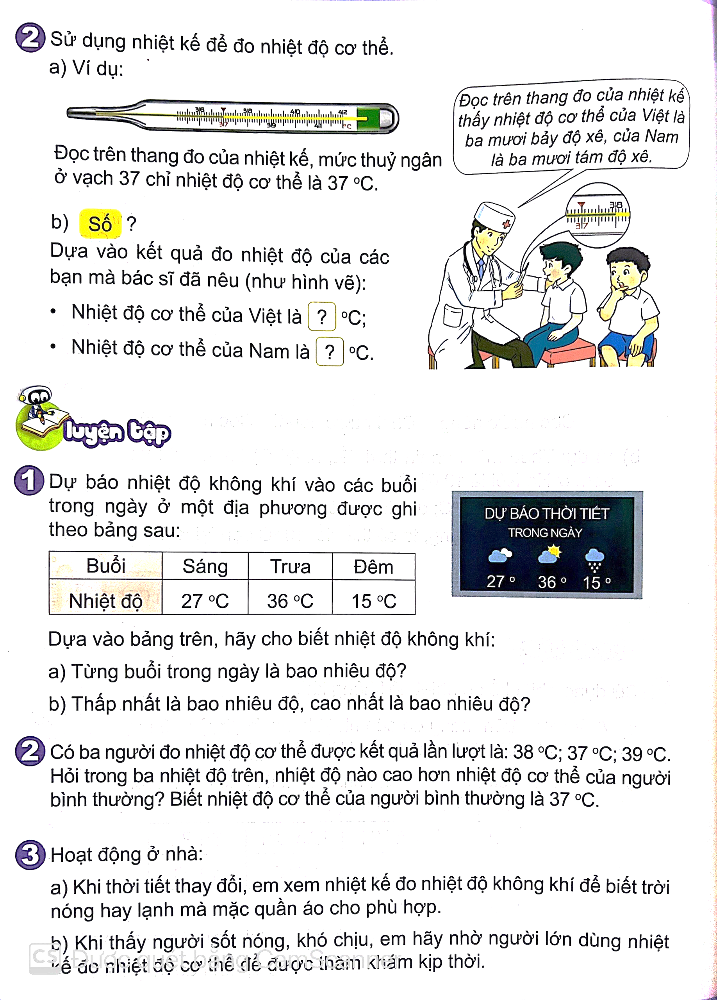 2 Sử dụng nhiệt kế để đo nhiệt độ cơ thể.
a) Ví dụ:
36 38 40 42
37 39 41 °C
Đọc trên thang đo của nhiệt kế, mức thuỷ ngân
ở vạch 37 chỉ nhiệt độ cơ thể là 37 °C.
Đọc trên thang đo của nhiệt kế
thấy nhiệt độ cơ thể của Việt là
ba mươi bảy độ xê, của Nam
là ba mươi tám độ xê.
38
37
b) Số ?
Dựa vào kết quả đo nhiệt độ của các
bạn mà bác sĩ đã nêu (như hình vẽ):
• Nhiệt độ cơ thể của Việt là ? °C;
• Nhiệt độ cơ thể của Nam là ? °C.
luyện tập
1 Dự báo nhiệt độ không khí vào các buổi
trong ngày ở một địa phương được ghi
theo bảng sau:
Buổi Sáng Trưa Đêm
Nhiệt độ 27 °C 36 °C 15 °C
DỰ BÁO THỜI TIẾT
TRONG NGÀY
27 ° 36 ° 15 °
Dựa vào bảng trên, hãy cho biết nhiệt độ không khí:
a) Từng buổi trong ngày là bao nhiêu độ?
b) Thấp nhất là bao nhiêu độ, cao nhất là bao nhiêu độ?
2 Có ba người đo nhiệt độ cơ thể được kết quả lần lượt là: 38 °C; 37 °C; 39 °C.
Hỏi trong ba nhiệt độ trên, nhiệt độ nào cao hơn nhiệt độ cơ thể của người
bình thường? Biết nhiệt độ cơ thể của người bình thường là 37 °C.
3 Hoạt động ở nhà:
a) Khi thời tiết thay đổi, em xem nhiệt kế đo nhiệt độ không khí để biết trời
nóng hay lạnh mà mặc quần áo cho phù hợp.
b) Khi thấy người sốt nóng, khó chịu, em hãy nhờ người lớn dùng nhiệt
kế đo nhiệt độ cơ thể để được thăm khám kịp thời.
CS Được quét bằng CamScanner